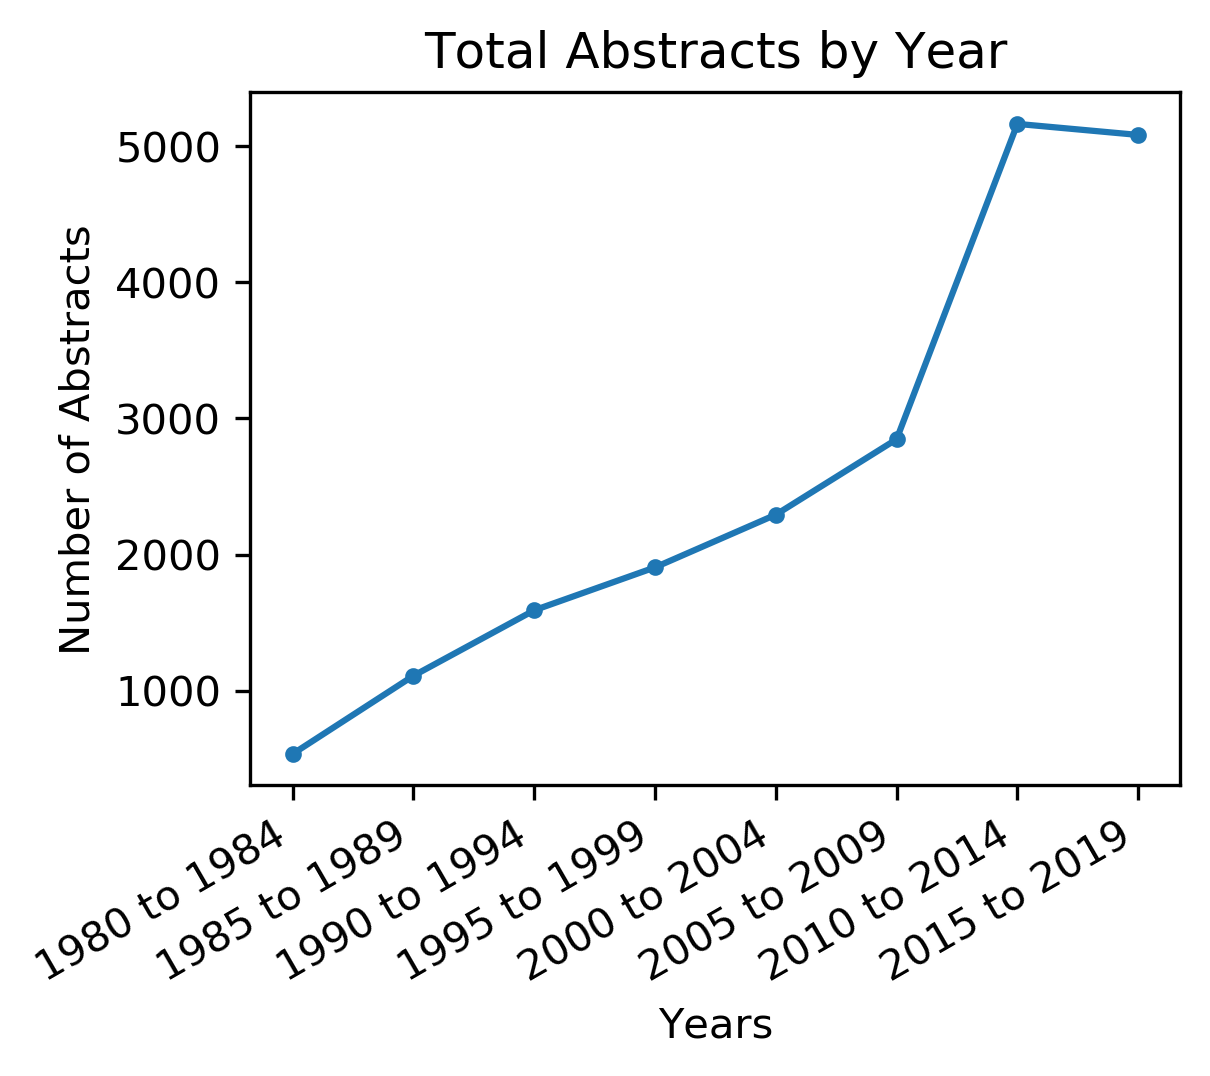 Total Abstracts by Year
Number of Abstracts
5000
4000
3000
2000
1000
1980 to 1984
1985 to 1989
1990 to 1994
1995 to 1999
2000 to 2004
2005 to 2009
2010 to 2014
2015 to 2019
Years